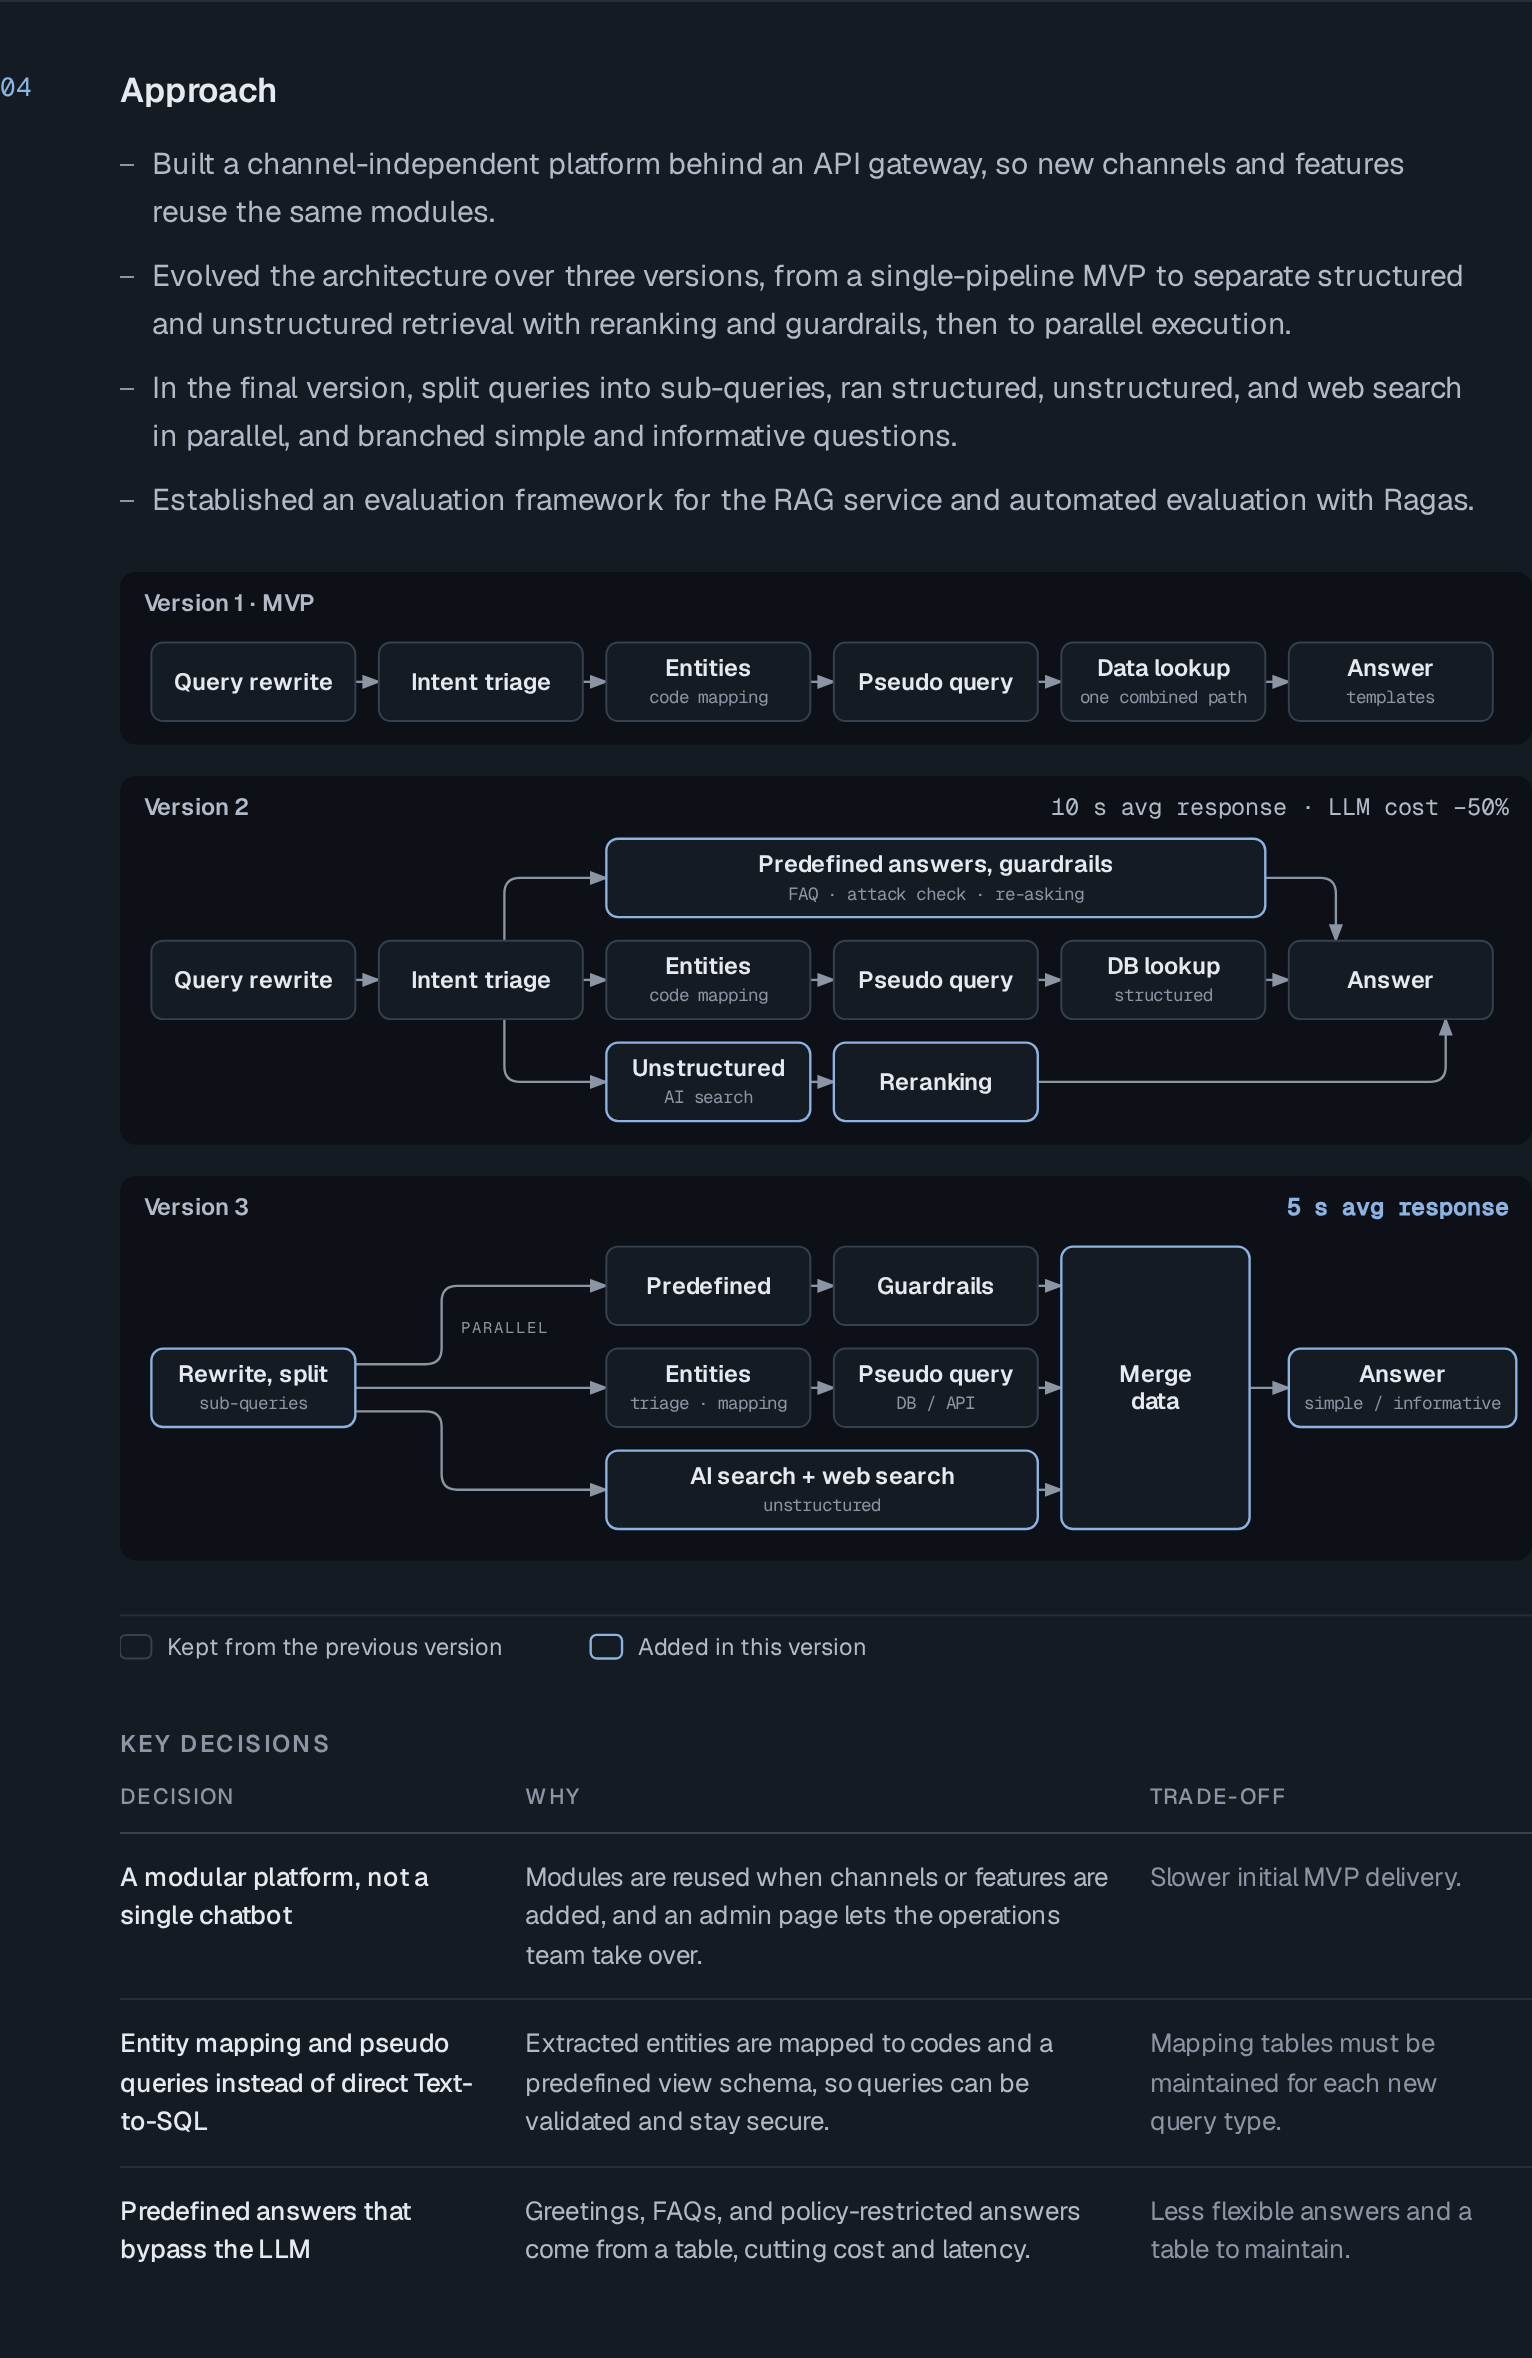 04
Approach
– Built a channel-independent platform behind an API gateway, so new channels and features
reuse the same modules.
– Evolved the architecture over three versions, from a single-pipeline MVP to separate structured
and unstructured retrieval with reranking and guardrails, then to parallel execution.
– In the final version, split queries into sub-queries, ran structured, unstructured, and web search
in parallel, and branched simple and informative questions.
– Established an evaluation framework for the RAG service and automated evaluation with Ragas.
Version 1 · MVP
Query rewrite
Intent triage
Entities
code mapping
Pseudo query
Data lookup
one combined path
Answer
templates
Version 2
10 s avg response · LLM cost −50%
Predefined answers, guardrails
FAQ · attack check · re-asking
Query rewrite
Intent triage
Entities
code mapping
Pseudo query
DB lookup
structured
Answer
Unstructured
AI search
Reranking
Version 3
5 s avg response
Predefined
Guardrails
PARALLEL
Rewrite, split
sub-queries
Entities
triage · mapping
Pseudo query
DB / API
Merge
data
Answer
simple / informative
AI search + web search
unstructured
Kept from the previous version
Added in this version
KEY DECISIONS
DECISION
WHY
TRADE-OFF
A modular platform, not a
single chatbot
Modules are reused when channels or features are
added, and an admin page lets the operations
team take over.
Slower initial MVP delivery.
Entity mapping and pseudo
queries instead of direct Text-
to-SQL
Extracted entities are mapped to codes and a
predefined view schema, so queries can be
validated and stay secure.
Mapping tables must be
maintained for each new
query type.
Predefined answers that
bypass the LLM
Greetings, FAQs, and policy-restricted answers
come from a table, cutting cost and latency.
Less flexible answers and a
table to maintain.